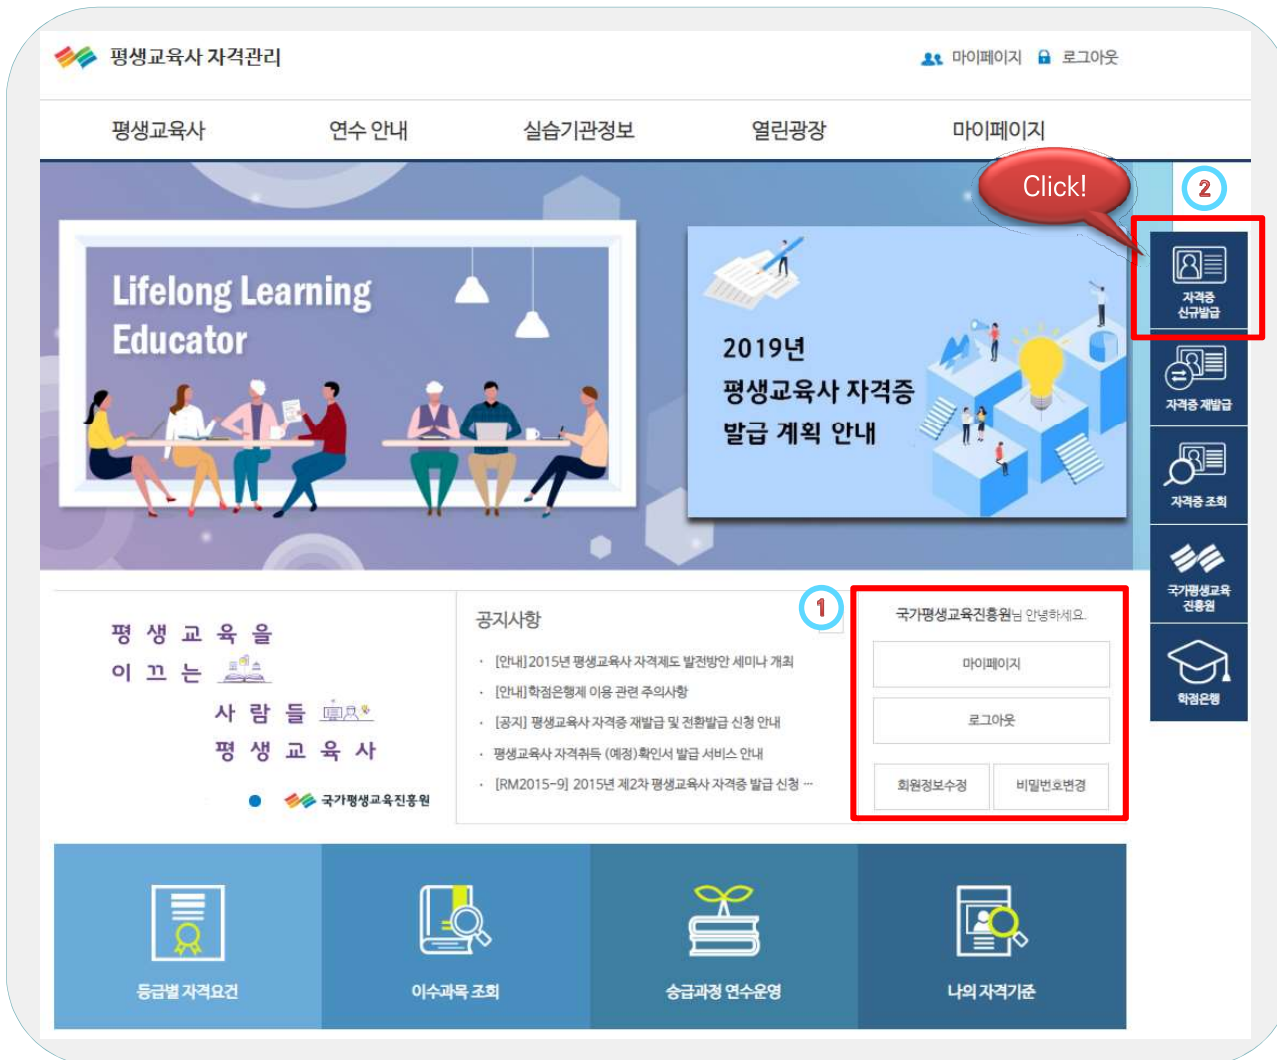 평생교육사 자격관리
마이페이지 로그아웃
평생교육사 연수 안내 실습기관정보 열린광장 마이페이지
Click!
2
Lifelong Learning
Educator
2019년
평생교육사 자격증
발급 계획 안내
자격증
신규발급
자격증 재발급
자격증 조회
국가평생교육
진흥원
학점은행
평생교육을
이끄는
사람들
평생교육사
국가평생교육진흥원
공지사항
· [안내]2015년 평생교육사 자격제도 발전방안 세미나 개최
· [안내]학점은행제 이용 관련 주의사항
· [공지] 평생교육사 자격증 재발급 및 전환발급 신청 안내
· 평생교육사 자격취득 (예정)확인서 발급 서비스 안내
· [RM2015-9] 2015년 제2차 평생교육사 자격증 발급 신청 ···
1
국가평생교육진흥원님 안녕하세요.
마이페이지
로그아웃
회원정보수정 비밀번호변경
등급별 자격요건 이수과목 조회 승급과정 연수운영 나의 자격기준